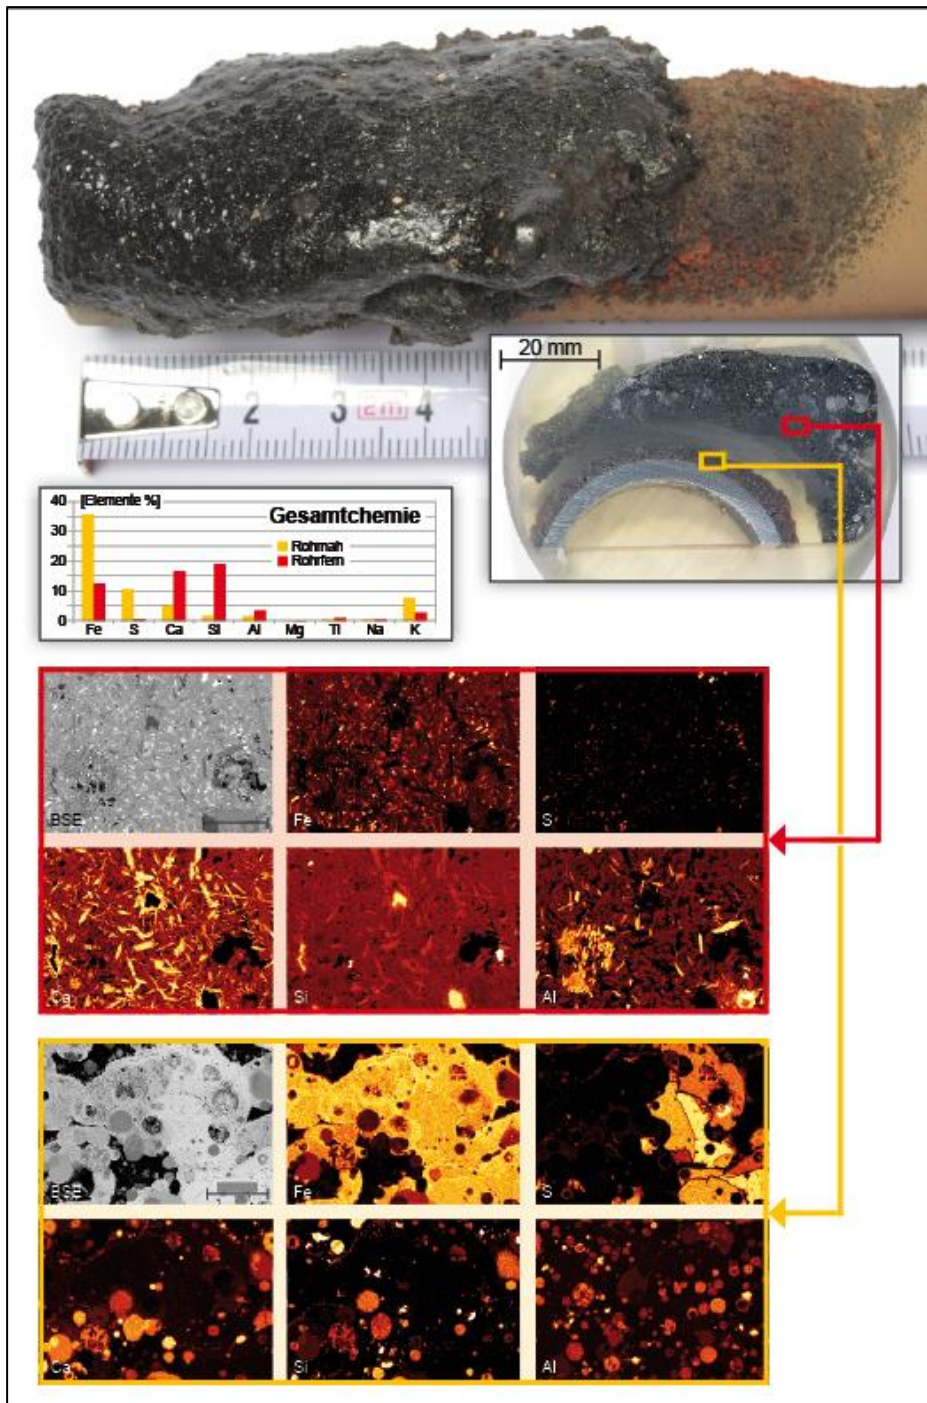 20 mm
2
3
2m
4
40
[Elemente %]
Gesamtchemie
30
Rohrnah
20
Rohrfern
10
0
Fe S Ca Si Al Mg Ti Na K
BSE Fe S
Ca Si Al
BSE Fe S
Ca Si Al